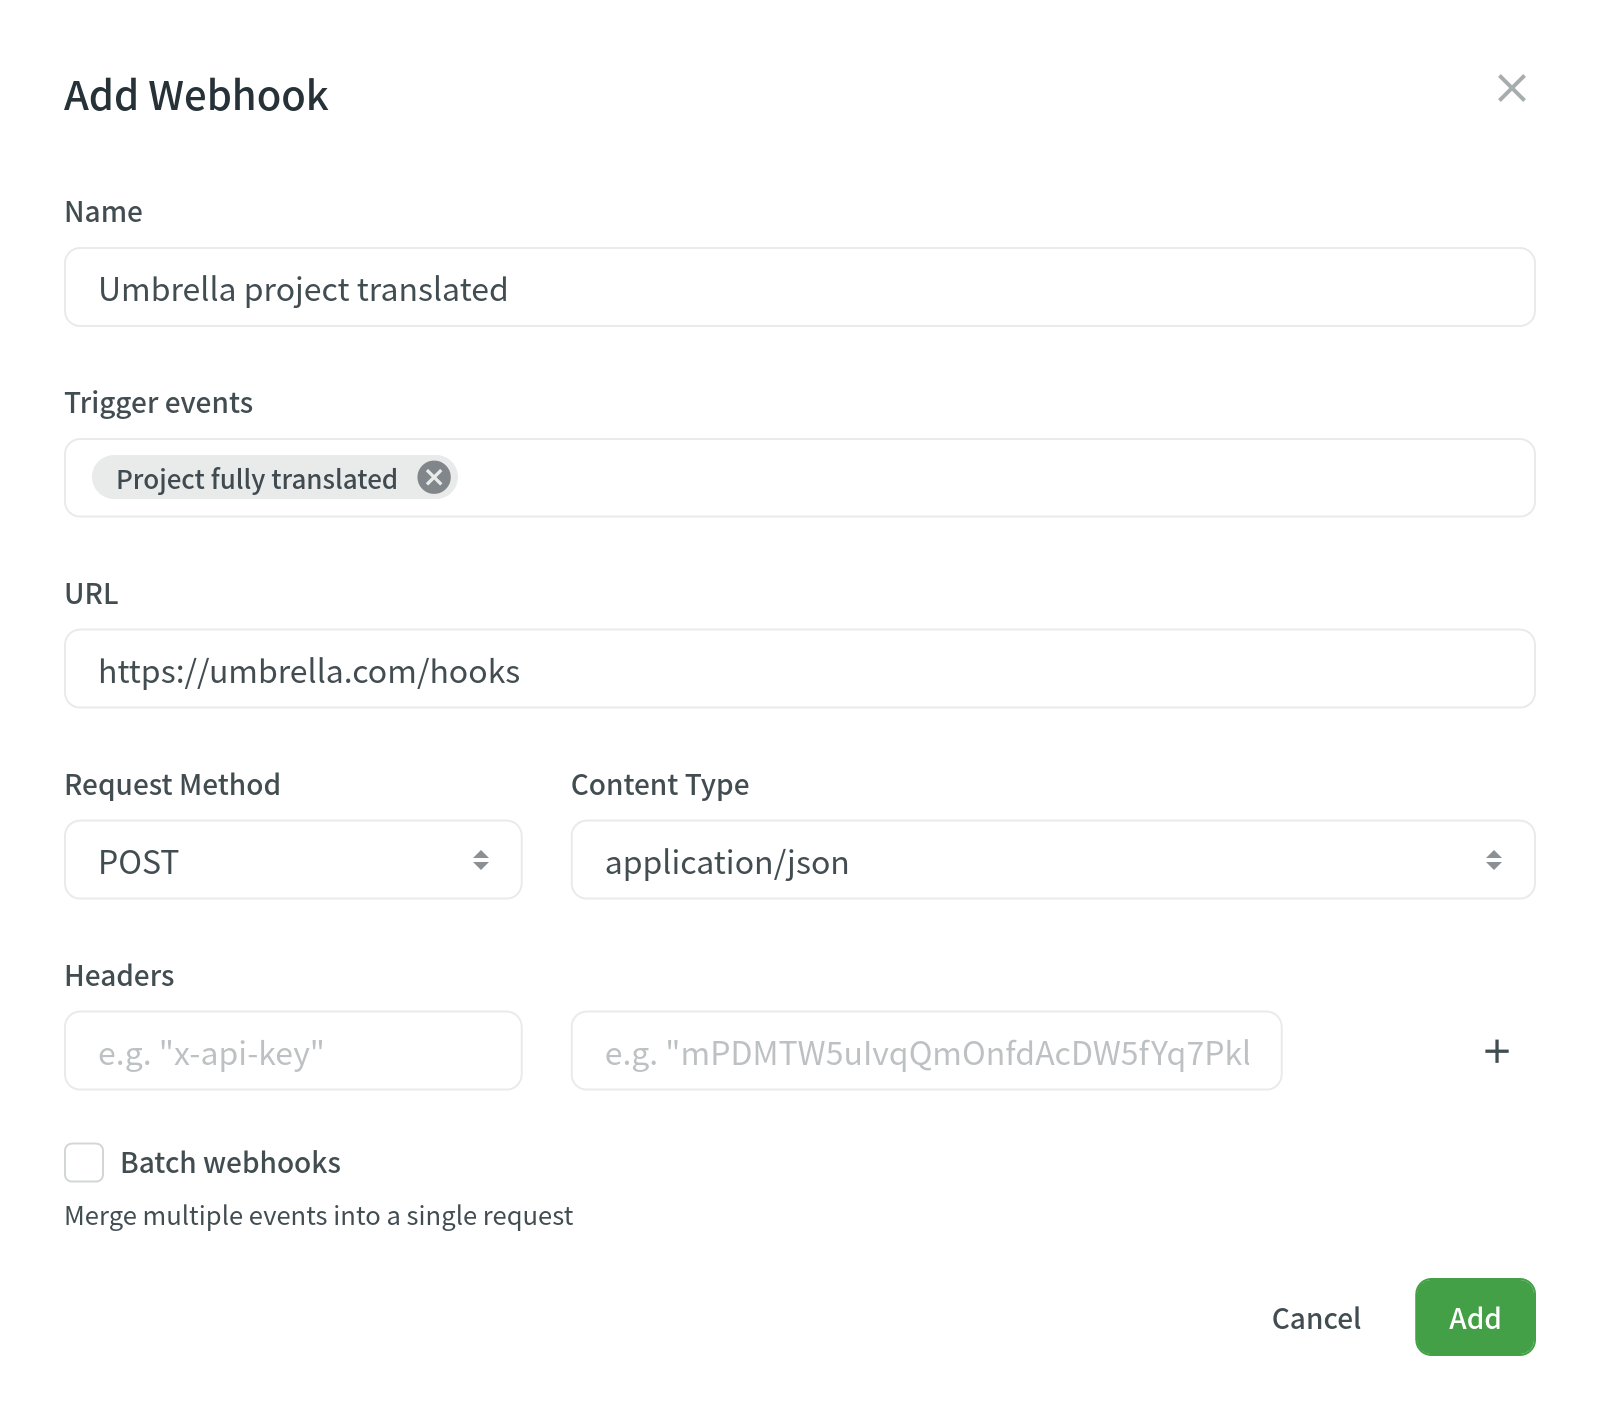 Add Webhook
Name
Umbrella project translated
Trigger events
Project fully translated
URL
https://umbrella.com/hooks
Request Method
Content Type
POST
application/json
Headers
e.g. "x-api-key"
e.g. "mPDMTW5uIvqQmOnfdAcDW5fYq7Pkl
Batch webhooks
Merge multiple events into a single request
Cancel
Add